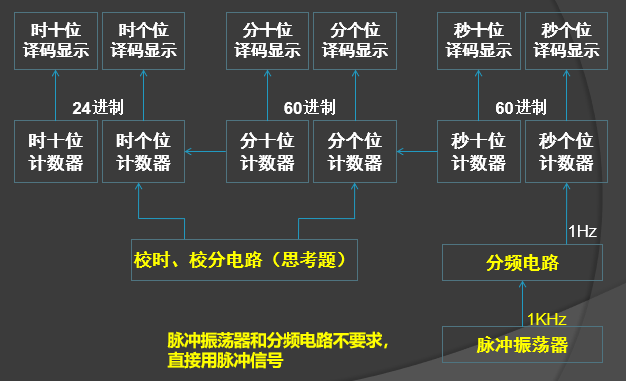 时十位
译码显示
时个位
译码显示
分十位
译码显示
分个位
译码显示
秒十位
译码显示
秒个位
译码显示
24进制
60进制
60进制
时十位
计数器
时个位
计数器
分十位
计数器
分个位
计数器
秒十位
计数器
秒个位
计数器
1Hz
校时、校分电路（思考题）
分频电路
1KHz
脉冲振荡器和分频电路不要求，
直接用脉冲信号
脉冲振荡器